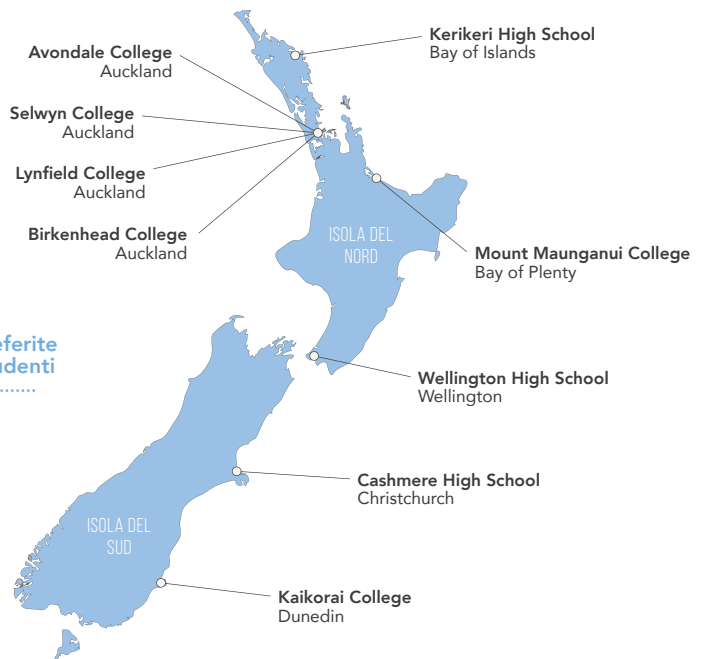 Kerikeri High School
Bay of Islands
Avondale College
Auckland
Selwyn College
Auckland
Lynfield College
Auckland
Birkenhead College
Auckland
ISOLA DEL
NORD
Mount Maunganui College
Bay of Plenty
Wellington High School
Wellington
Cashmere High School
Christchurch
ISOLA DEL
SUD
Kaikorai College
Dunedin